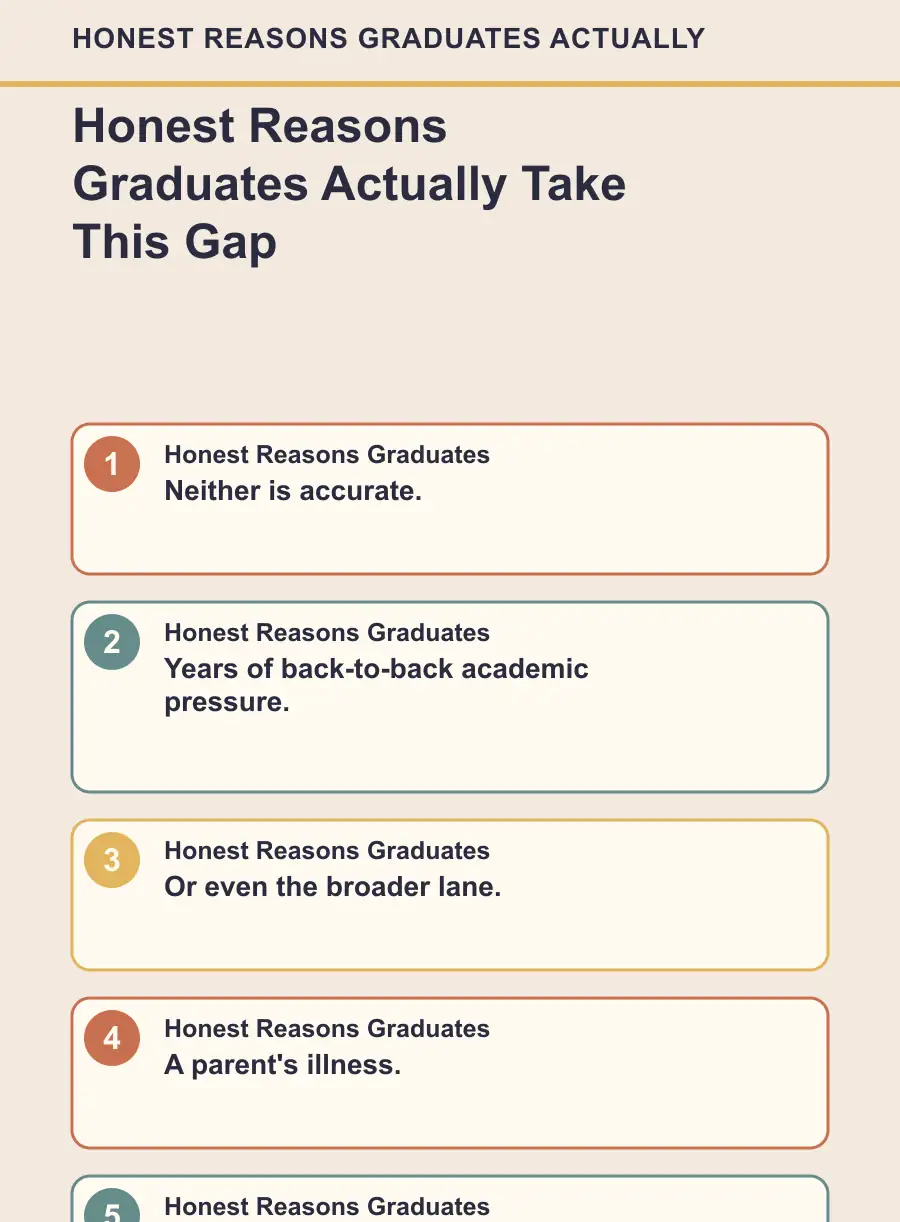 HONEST REASONS GRADUATES ACTUALLY
Honest Reasons
Graduates Actually Take
This Gap
1
Honest Reasons Graduates
Neither is accurate.
2
Honest Reasons Graduates
Years of back-to-back academic
pressure.
3
Honest Reasons Graduates
Or even the broader lane.
4
Honest Reasons Graduates
A parent's illness.
5
Honest Reasons Graduates